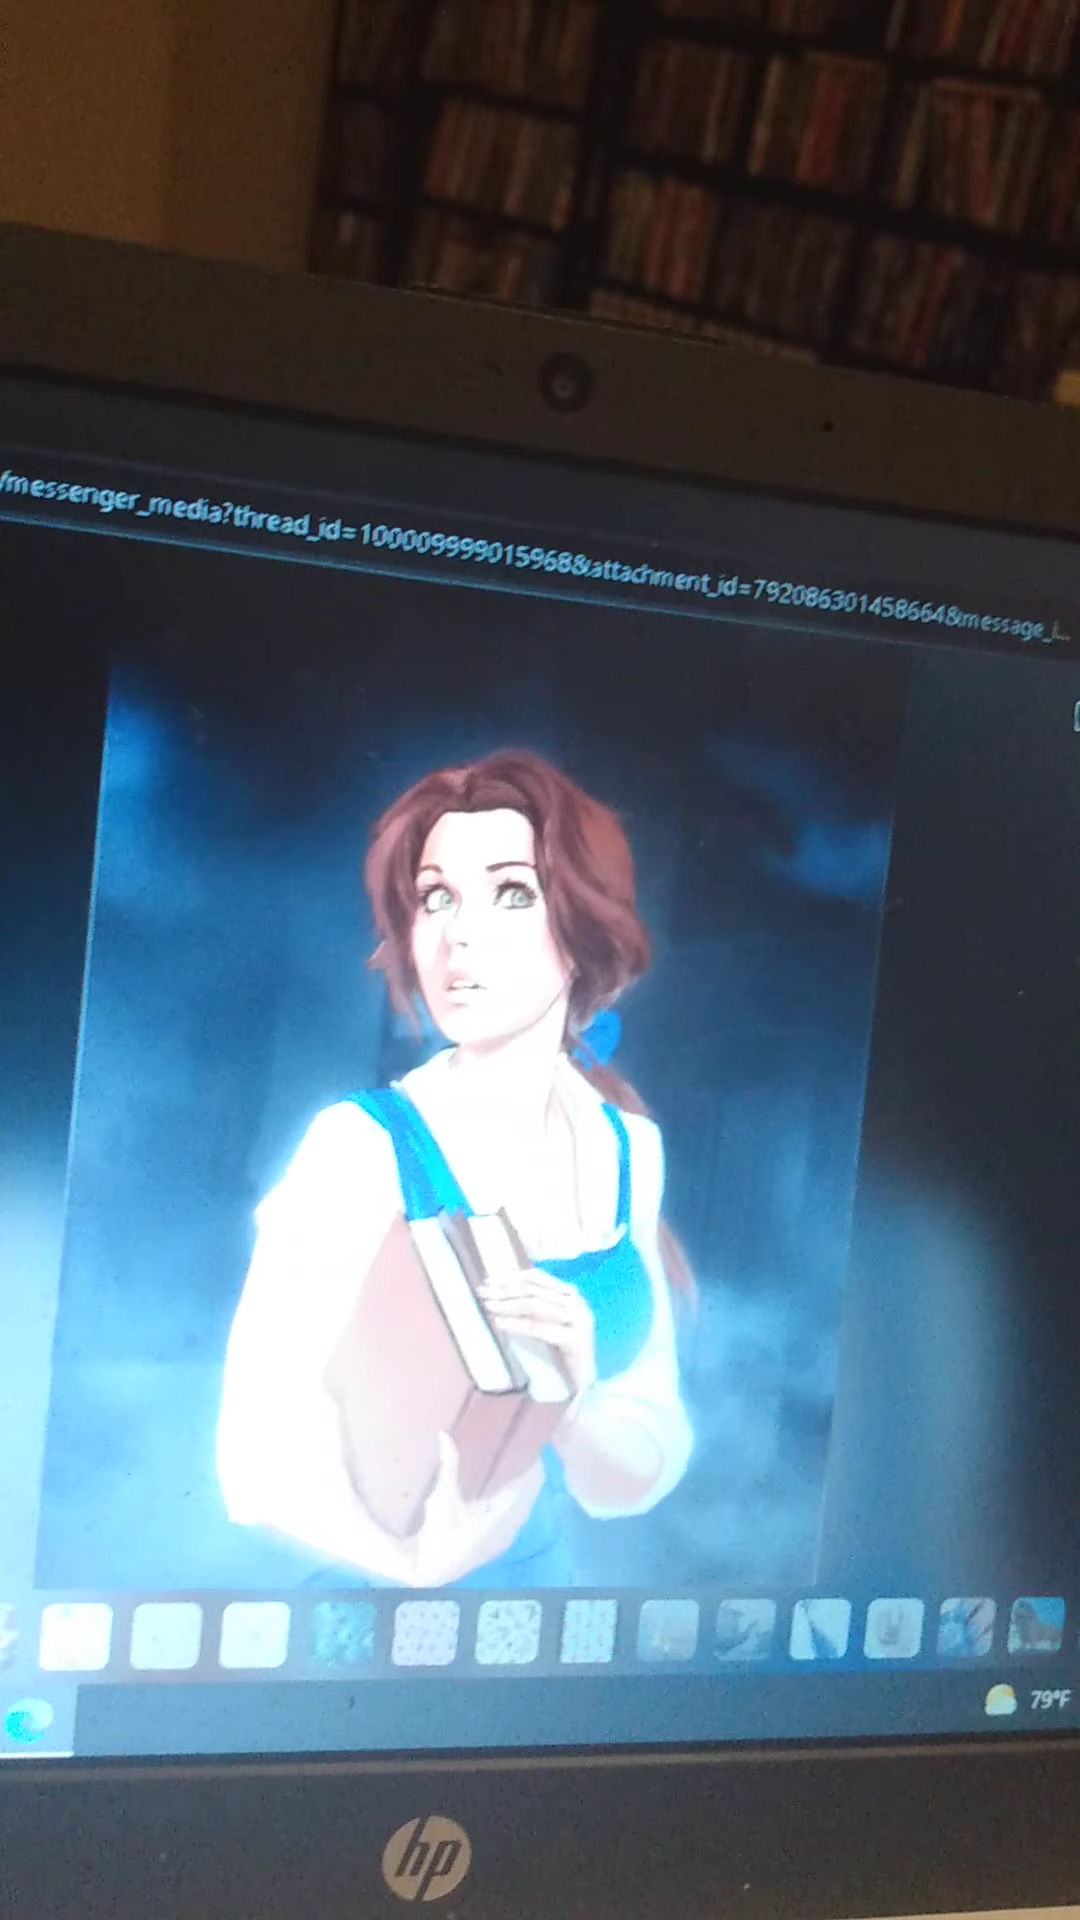 /messenger_media?thread_id=100009999015968&attachment_id=792086301458664&message_i...
79°F
hp